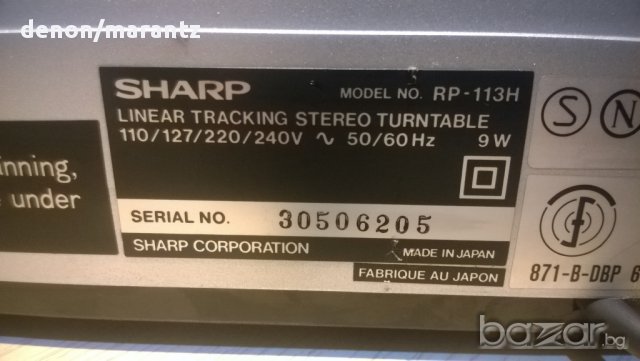 denon/marantz
SHARP MODEL NO. RP-113H
LINEAR TRACKING STEREO TURNTABLE
110/127/220/240V ∿ 50/60Hz 9W
SERIAL NO. 30506205
SHARP CORPORATION MADE IN JAPAN
FABRIQUE AU JAPON
inning,
under
S N
871-B-DBP 6
bazar.bg